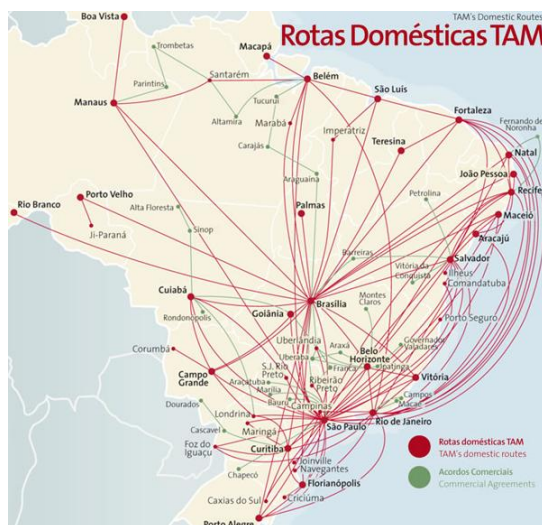 TAM's Domestic Routes
Rotas Domésticas TAM
Boa Vista
Trombetas
Macapá
Santarém
Belém
Parintins
Manaus
Altamira
Tucuruí
Marabá
São Luis
Fortaleza
Fernando de
Noronha
Imperatriz
Teresina
Natal
Carajás
João Pessoa
Araguaína
Recife
Porto Velho
Alta Floresta
Palmas
Petrolina
Maceió
Rio Branco
Ji-Paraná
Sinop
Aracajú
Barreiras
Salvador
Vitória da
Conquista
Ilheus
Comandatuba
Cuiabá
Brasília
Montes
Claros
Rondonópolis
Goiânia
Porto Seguro
Uberlandia
Araxá
Belo
Horizonte
Governador
Valadares
Corumbá
Uberaba
Franca
Ipatinga
S.J. Rio
Preto
Campo
Grande
Araçatuba
Ribeirão
Preto
Vitória
Marília
Bauru
Campinas
Campos
Macaé
Dourados
Londrina
São Paulo
Rio de Janeiro
Maringá
Cascavel
Foz do
Iguaçu
Curitiba
Joinville
Navegantes
Chapecó
Florianópolis
Caxias do Sul
Criciúma
Porto Alegre
Rotas domésticas TAM
TAM's domestic routes
Acordos Comerciais
Commercial Agreements